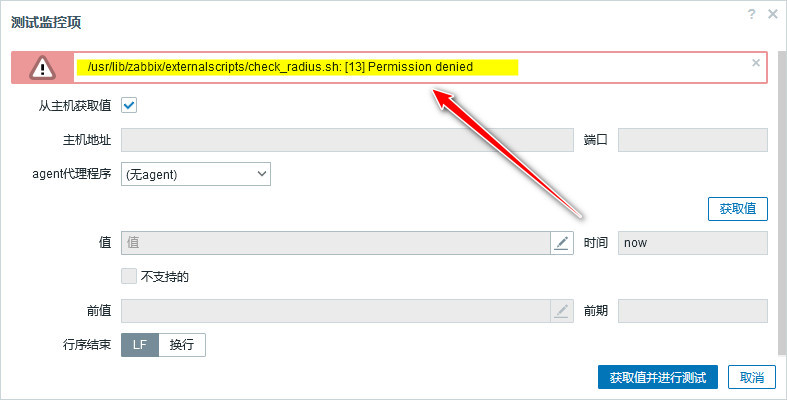 测试监控项
/usr/lib/zabbix/externalscripts/check_radius.sh: [13] Permission denied
从主机获取值
主机地址 端口
agent代理程序 (无agent)
获取值
值 值 时间 now
不支持的
前值 前期
行序结束 LF 换行
获取值并进行测试 取消